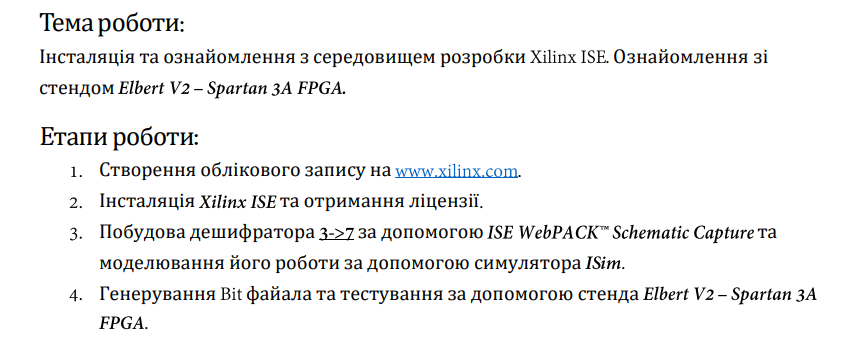 Тема роботи:
Інсталяція та ознайомлення з середовищем розробки Xilinx ISE. Ознайомлення зі
стендом Elbert V2 – Spartan 3A FPGA.
Етапи роботи:
1. Створення облікового запису на www.xilinx.com.
2. Інсталяція Xilinx ISE та отримання ліцензії.
3. Побудова дешифратора 3->7 за допомогою ISE WebPACK™ Schematic Capture та
моделювання його роботи за допомогою симулятора ISim.
4. Генерування Bit файала та тестування за допомогою стенда Elbert V2 – Spartan 3A
FPGA.